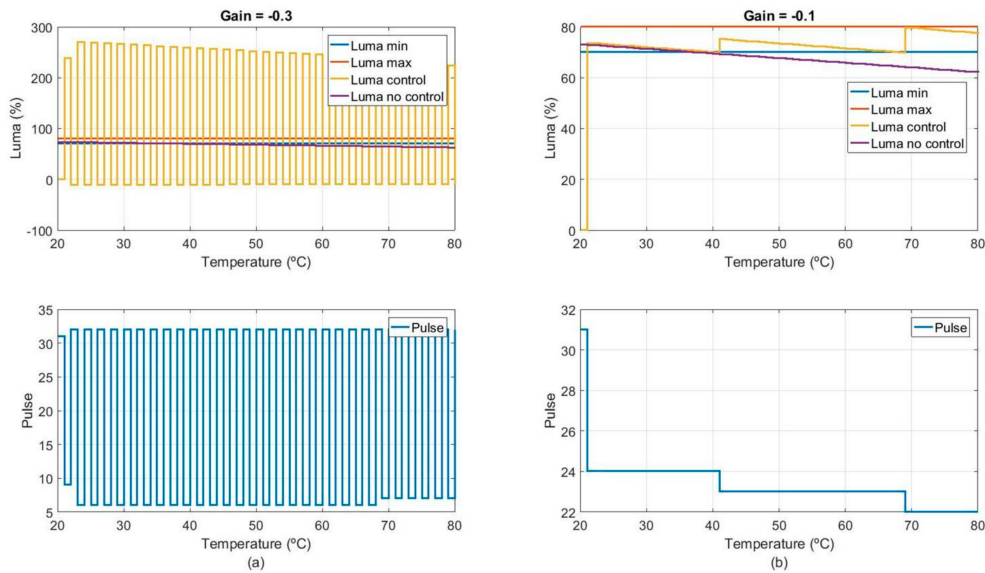 Gain = -0.3
300
200
100
0
-100
Luma (%)
Luma min
Luma max
Luma control
Luma no control
20 30 40 50 60 70 80
Temperature (ºC)
Gain = -0.1
80
60
40
20
0
Luma (%)
Luma min
Luma max
Luma control
Luma no control
20 30 40 50 60 70 80
Temperature (ºC)
35
30
25
20
15
10
5
Pulse
Pulse
20 30 40 50 60 70 80
Temperature (ºC)
(a)
32
30
28
26
24
22
Pulse
Pulse
20 30 40 50 60 70 80
Temperature (ºC)
(b)